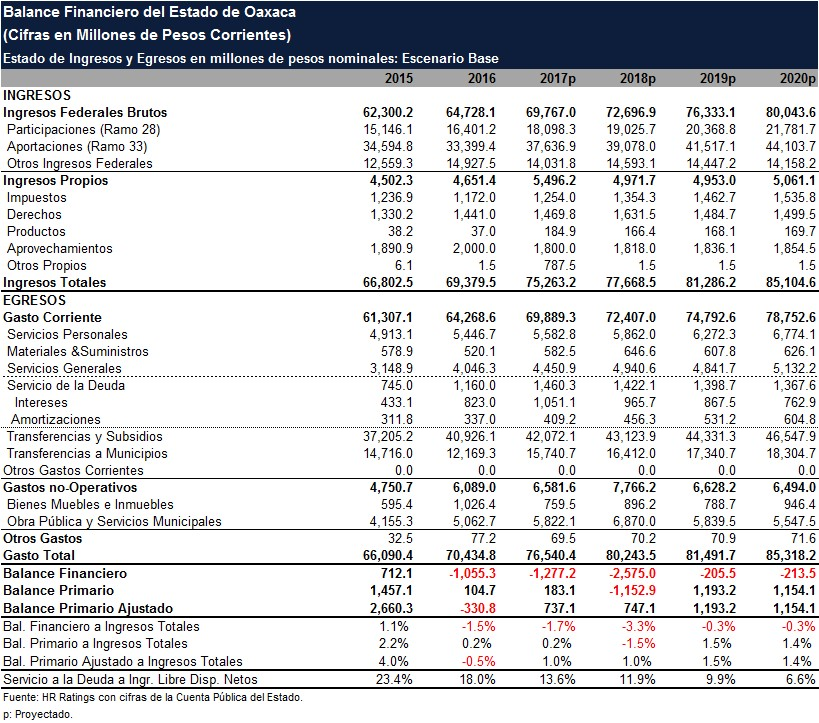 Balance Financiero del Estado de Oaxaca
(Cifras en Millones de Pesos Corrientes)
Estado de Ingresos y Egresos en millones de pesos nominales: Escenario Base
2015 2016 2017p 2018p 2019p 2020p
INGRESOS
Ingresos Federales Brutos 62,300.2 64,728.1 69,767.0 72,696.9 76,333.1 80,043.6
Participaciones (Ramo 28) 15,146.1 16,401.2 18,098.3 19,025.7 20,368.8 21,781.7
Aportaciones (Ramo 33) 34,594.8 33,399.4 37,636.9 39,078.0 41,517.1 44,103.7
Otros Ingresos Federales 12,559.3 14,927.5 14,031.8 14,593.1 14,447.2 14,158.2
Ingresos Propios 4,502.3 4,651.4 5,496.2 4,971.7 4,953.0 5,061.1
Impuestos 1,236.9 1,172.0 1,254.0 1,354.3 1,462.7 1,535.8
Derechos 1,330.2 1,441.0 1,469.8 1,631.5 1,484.7 1,499.5
Productos 38.2 37.0 184.9 166.4 168.1 169.7
Aprovechamientos 1,890.9 2,000.0 1,800.0 1,818.0 1,836.1 1,854.5
Otros Propios 6.1 1.5 787.5 1.5 1.5 1.5
Ingresos Totales 66,802.5 69,379.5 75,263.2 77,668.5 81,286.2 85,104.6
EGRESOS
Gasto Corriente 61,307.1 64,268.6 69,889.3 72,407.0 74,792.6 78,752.6
Servicios Personales 4,913.1 5,446.7 5,582.8 5,862.0 6,272.3 6,774.1
Materiales &Suministros 578.9 520.1 582.5 646.6 607.8 626.1
Servicios Generales 3,148.9 4,046.3 4,450.9 4,940.6 4,841.7 5,132.2
Servicio de la Deuda 745.0 1,160.0 1,460.3 1,422.1 1,398.7 1,367.6
Intereses 433.1 823.0 1,051.1 965.7 867.5 762.9
Amortizaciones 311.8 337.0 409.2 456.3 531.2 604.8
Transferencias y Subsidios 37,205.2 40,926.1 42,072.1 43,123.9 44,331.3 46,547.9
Transferencias a Municipios 14,716.0 12,169.3 15,740.7 16,412.0 17,340.7 18,304.7
Otros Gastos Corrientes 0.0 0.0 0.0 0.0 0.0 0.0
Gastos no-Operativos 4,750.7 6,089.0 6,581.6 7,766.2 6,628.2 6,494.0
Bienes Muebles e Inmuebles 595.4 1,026.4 759.5 896.2 788.7 946.4
Obra Pública y Servicios Municipales 4,155.3 5,062.7 5,822.1 6,870.0 5,839.5 5,547.5
Otros Gastos 32.5 77.2 69.5 70.2 70.9 71.6
Gasto Total 66,090.4 70,434.8 76,540.4 80,243.5 81,491.7 85,318.2
Balance Financiero 712.1 -1,055.3 -1,277.2 -2,575.0 -205.5 -213.5
Balance Primario 1,457.1 104.7 183.1 -1,152.9 1,193.2 1,154.1
Balance Primario Ajustado 2,660.3 -330.8 737.1 747.1 1,193.2 1,154.1
Bal. Financiero a Ingresos Totales 1.1% -1.5% -1.7% -3.3% -0.3% -0.3%
Bal. Primario a Ingresos Totales 2.2% 0.2% 0.2% -1.5% 1.5% 1.4%
Bal. Primario Ajustado a Ingresos Totales 4.0% -0.5% 1.0% 1.0% 1.5% 1.4%
Servicio a la Deuda a Ingr. Libre Disp. Netos 23.4% 18.0% 13.6% 11.9% 9.9% 6.6%
Fuente: HR Ratings con cifras de la Cuenta Pública del Estado.
p: Proyectado.